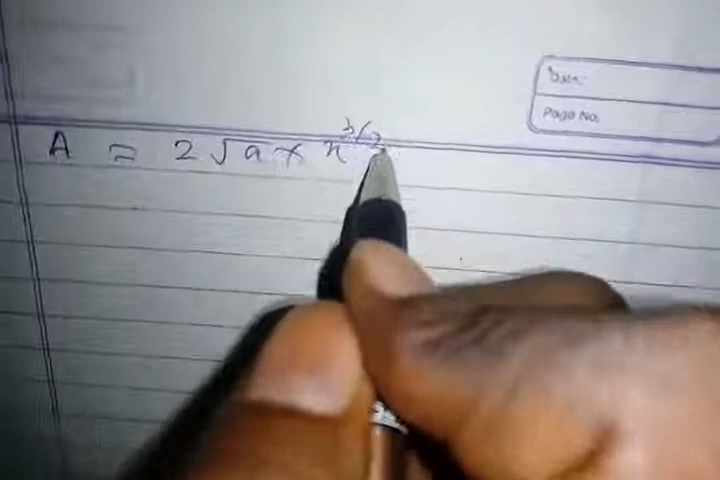 Date:
Page No.
A = 2 √a × x^3/2